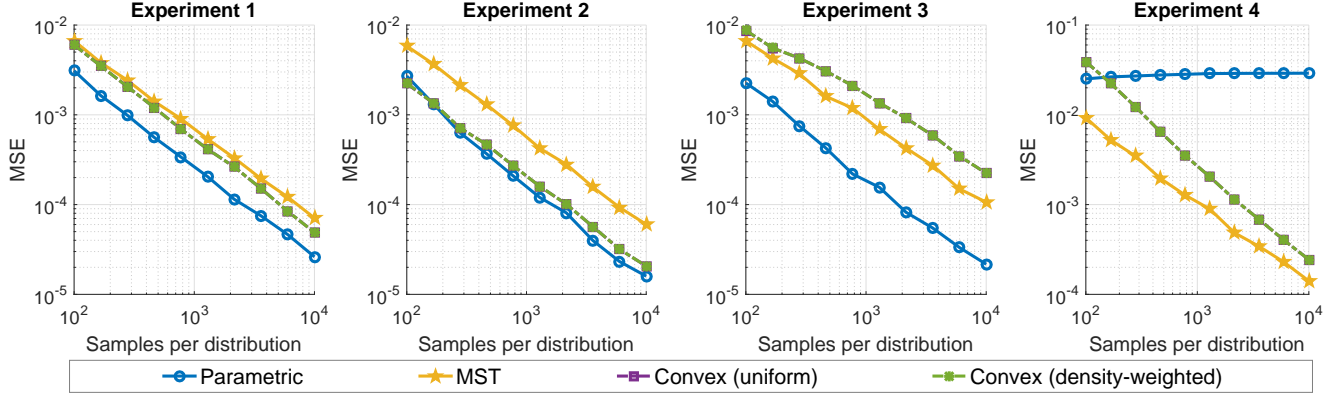 Experiment 1
Experiment 2
Experiment 3
Experiment 4
10^-2
10^-3
10^-4
10^-5
MSE
10^2
10^3
10^4
Samples per distribution
10^-2
10^-3
10^-4
10^-5
MSE
10^2
10^3
10^4
Samples per distribution
10^-2
10^-3
10^-4
10^-5
MSE
10^2
10^3
10^4
Samples per distribution
10^-1
10^-2
10^-3
10^-4
MSE
10^2
10^3
10^4
Samples per distribution
Parametric
MST
Convex (uniform)
Convex (density-weighted)